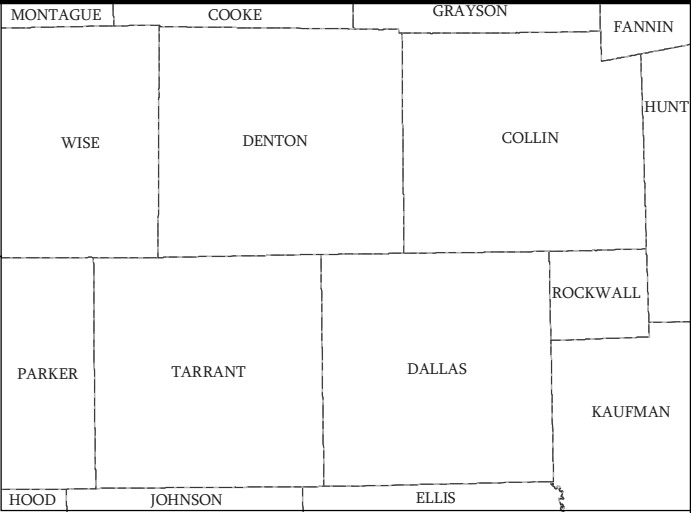 MONTAGUE
COOKE
GRAYSON
FANNIN
HUNT
WISE
DENTON
COLLIN
ROCKWALL
PARKER
TARRANT
DALLAS
KAUFMAN
HOOD
JOHNSON
ELLIS